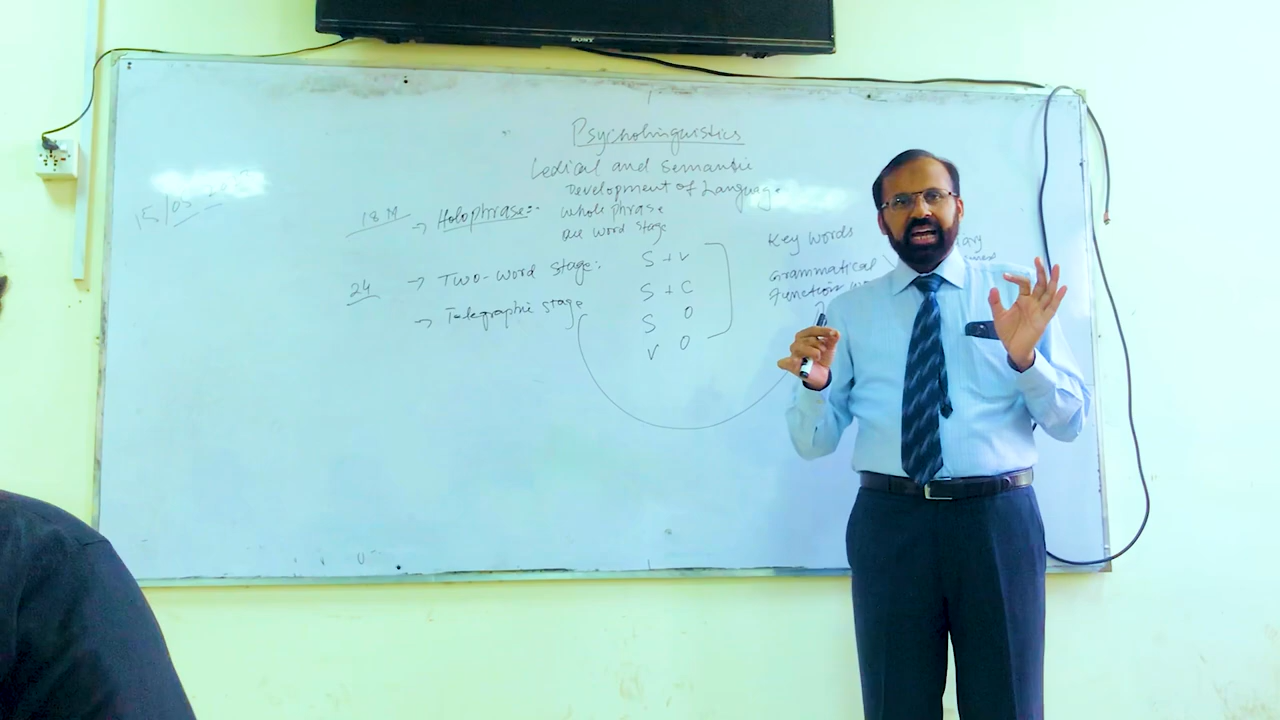 SONY
Psycholinguistics
Lexical and Semantic
Development of Language
18 M → Holophrase:-
whole phrase
one word stage
24 → Two-word stage:
→ Telegraphic stage
S + V
S + C
S O
V O
Key words
Grammatical
Function